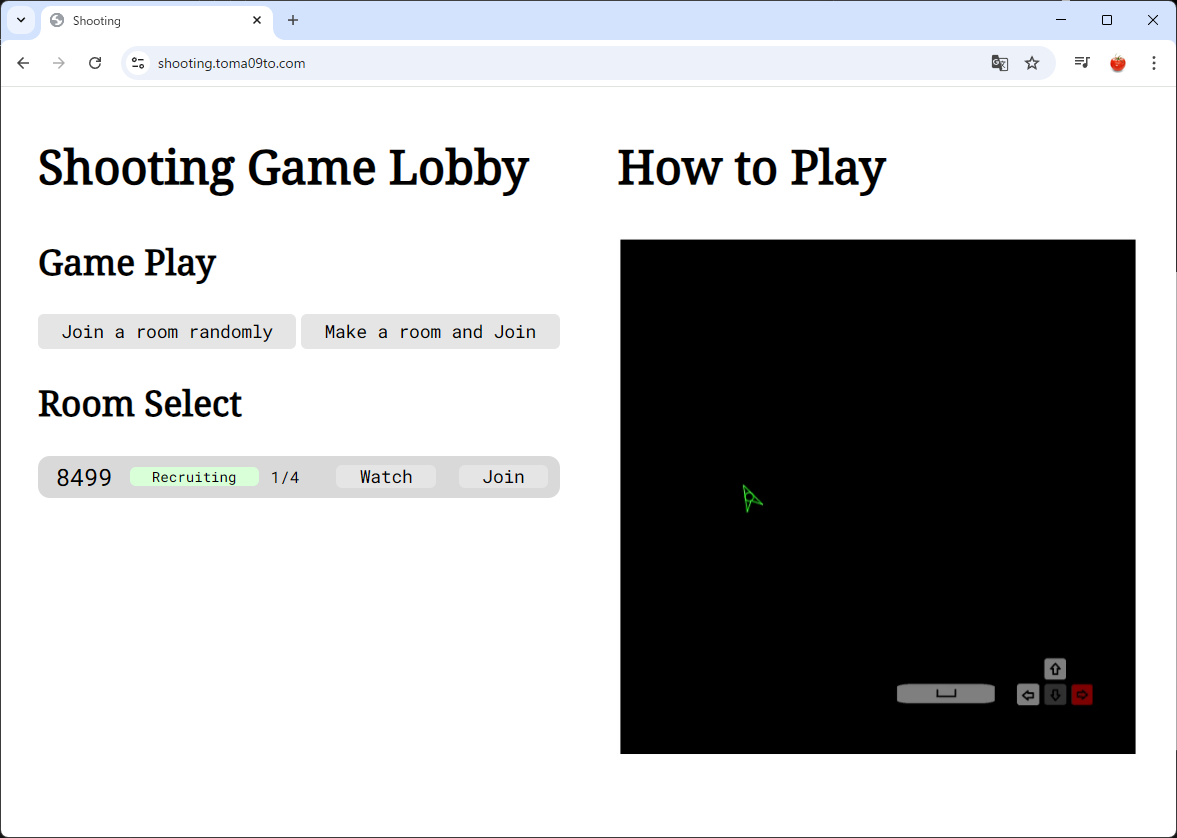 Shooting
shooting.toma09to.com
Shooting Game Lobby
Game Play
Join a room randomly
Make a room and Join
Room Select
8499
Recruiting
1/4
Watch
Join
How to Play